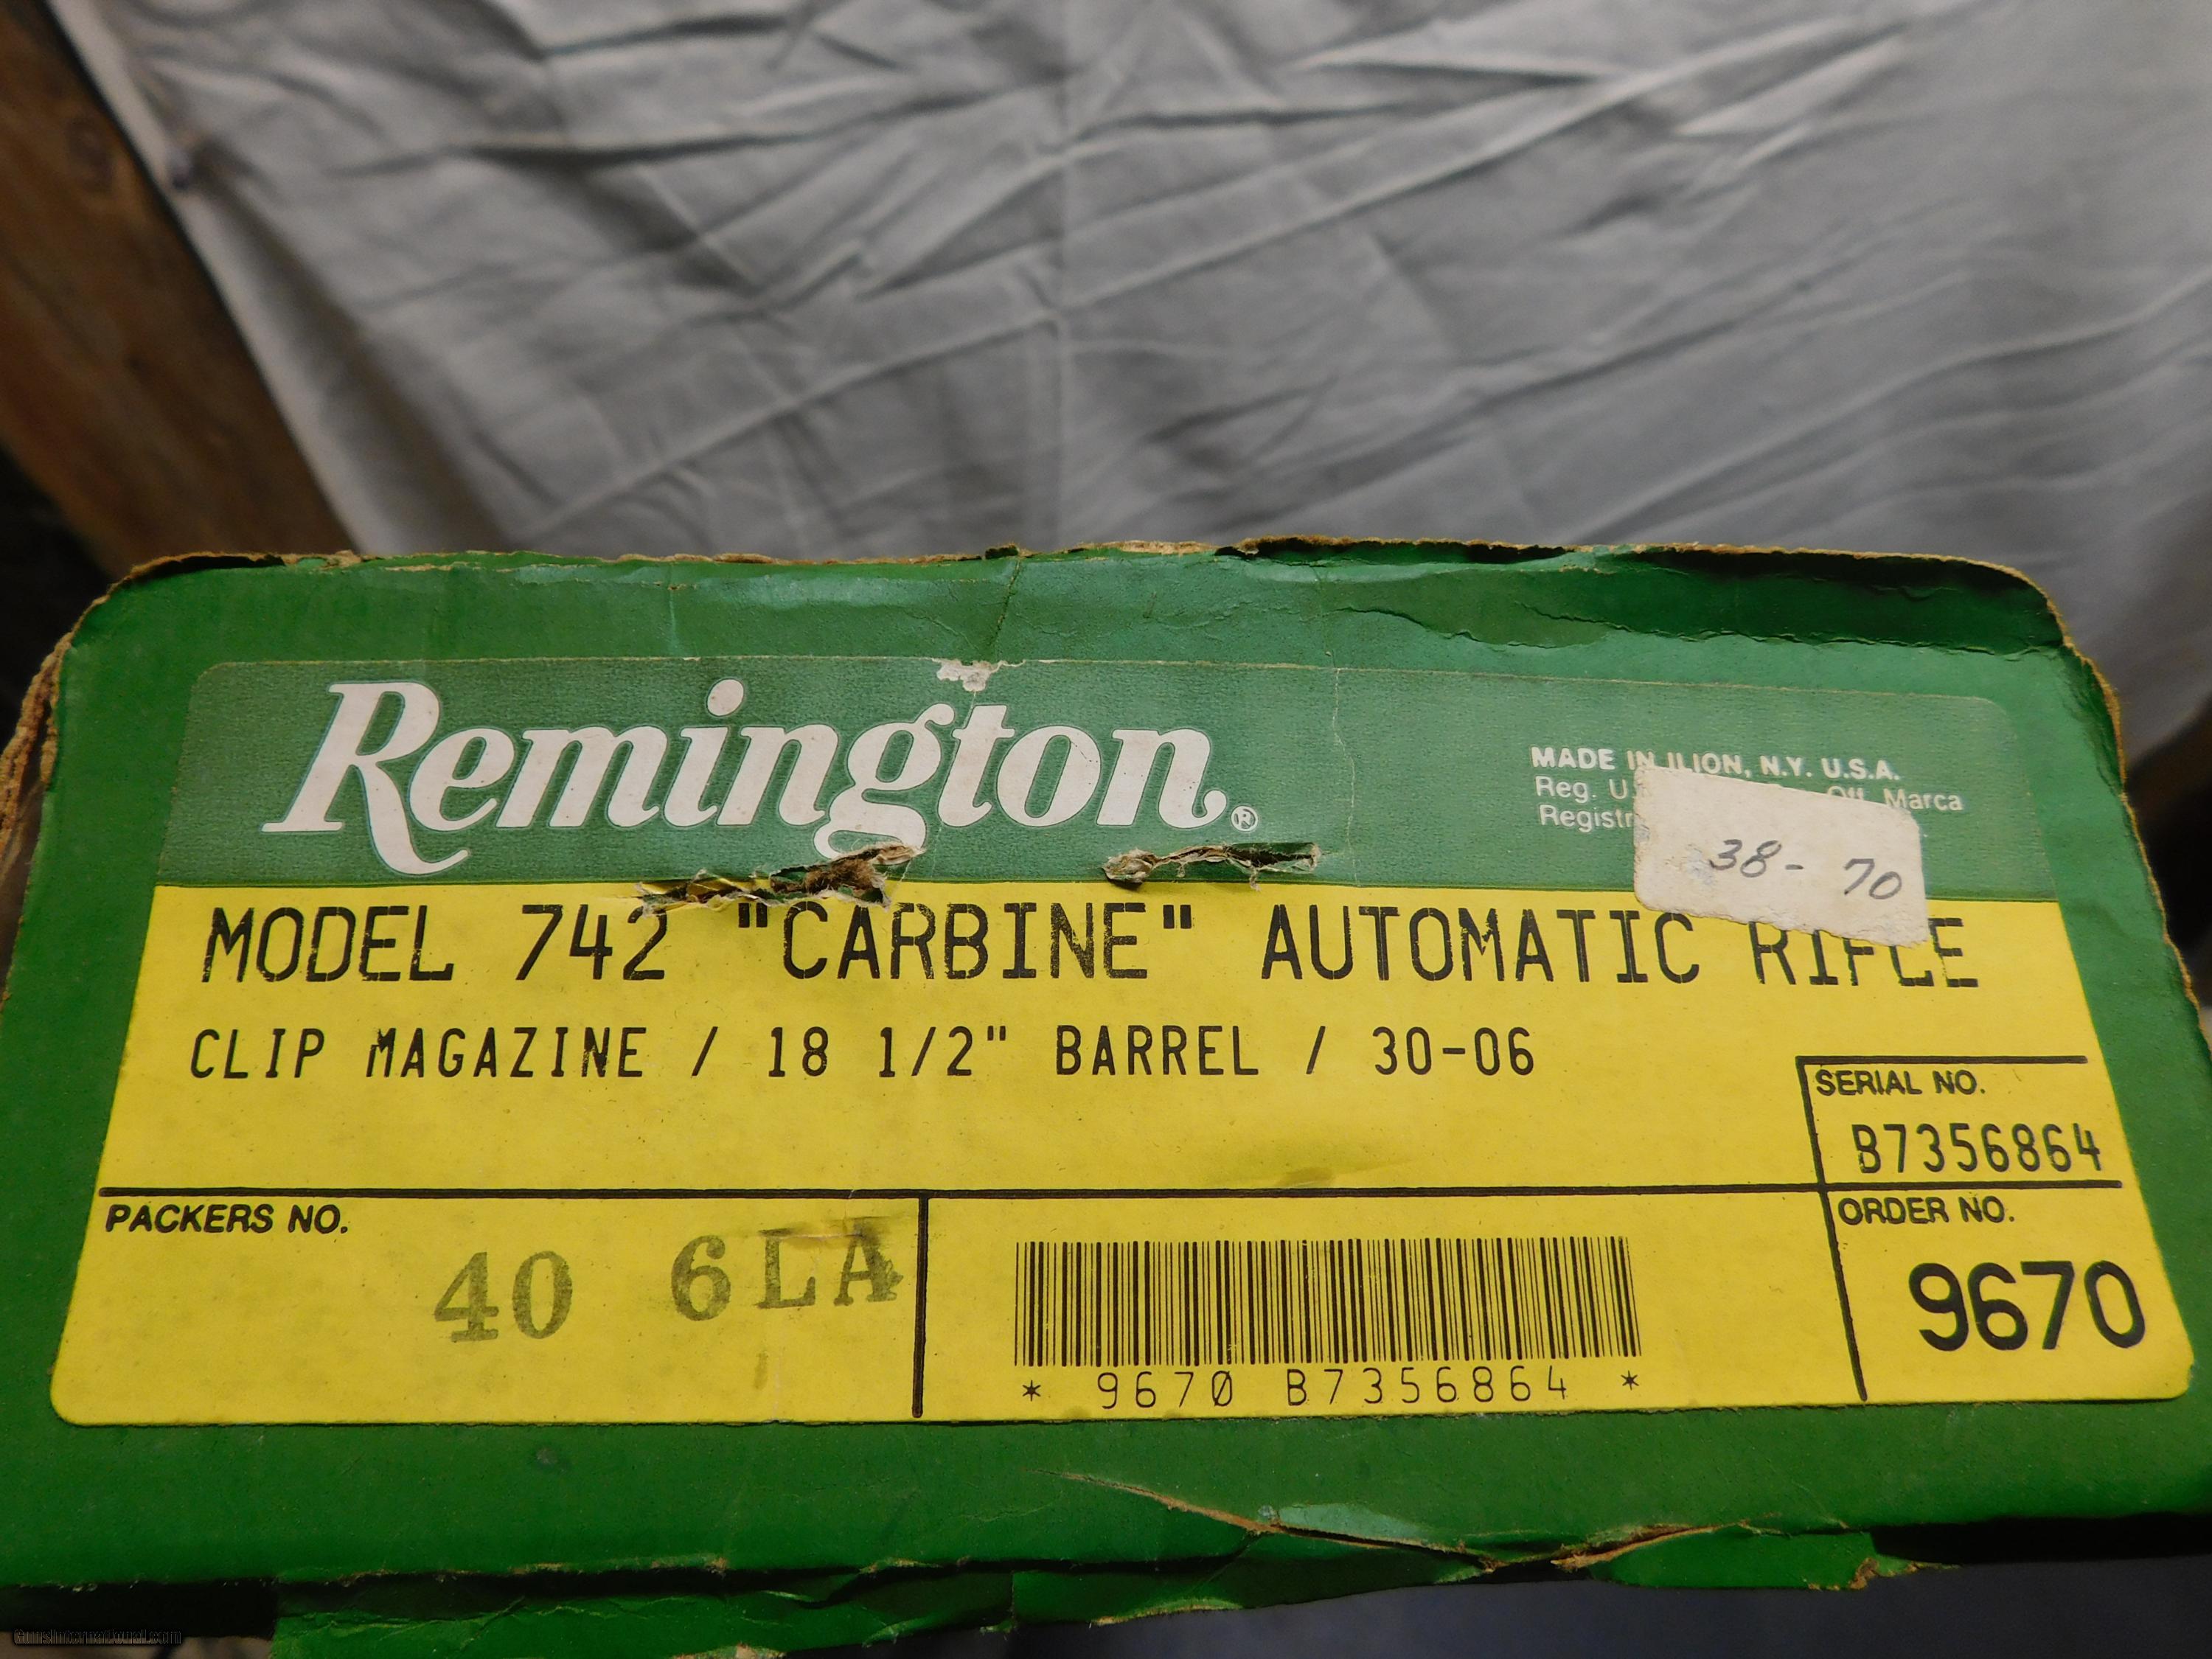 Remington®
MADE IN ILION, N.Y. U.S.A.
Reg. Off. Marca
38-70
MODEL 742 "CARBINE" AUTOMATIC RIFLE
CLIP MAGAZINE / 18 1/2" BARREL / 30-06
SERIAL NO.
B7356864
PACKERS NO.
40 6LA
* 9670 B7356864 *
ORDER NO.
9670